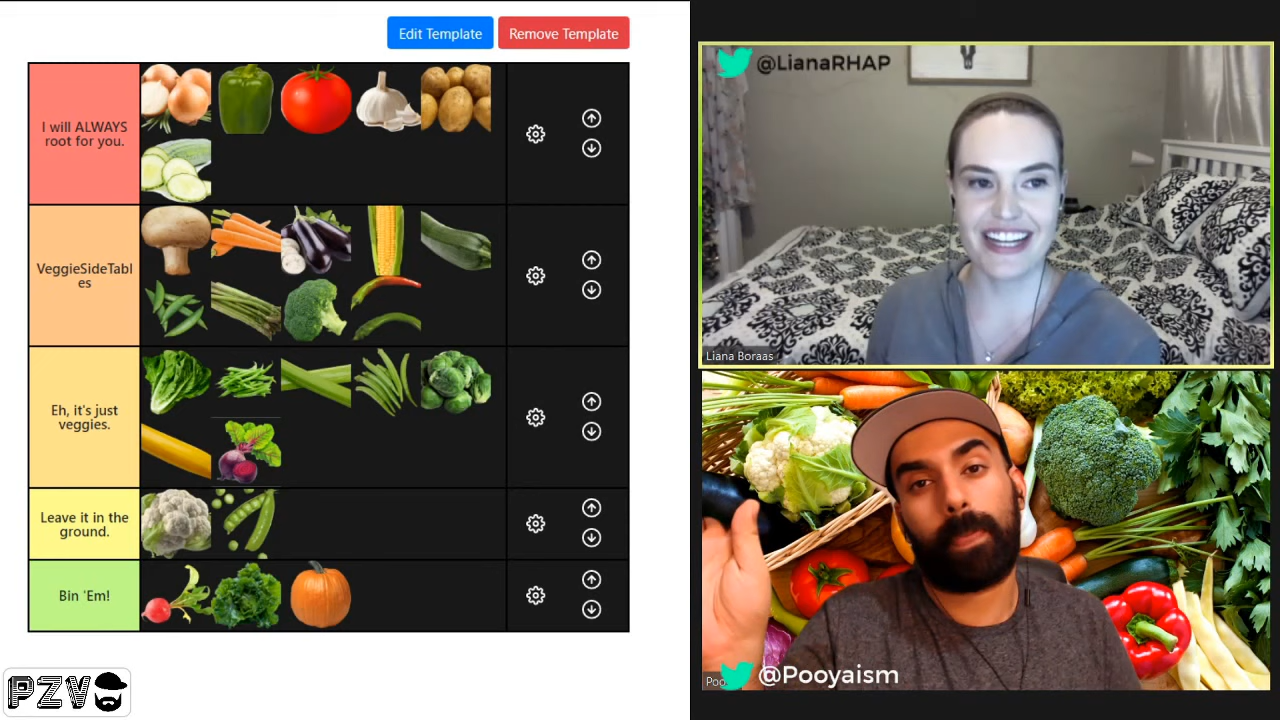 Edit Template
Remove Template
I will ALWAYS
root for you.
VeggieSideTabl
es
Eh, it's just
veggies.
Leave it in the
ground.
Bin 'Em!
PZV
@LianaRHAP
Liana Boraas
@Pooyaism
Poo